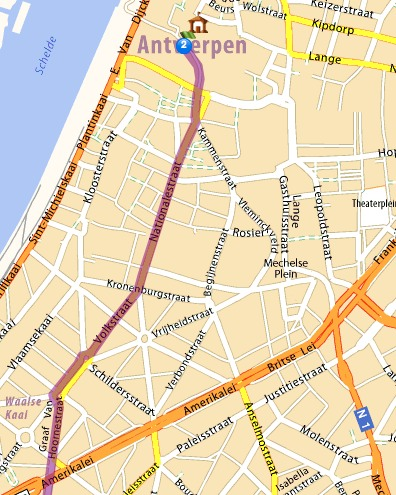 Keizerstraat
Beurs
Wolstraat
Kipdorp
E. Van Dijck
Antwerpen
2
Lange
Schelde
Plantinkaai
Kammenstraat
Kloosterstraat
Nationalestraat
Vleminckveld
Lange
Gasthuisstraat
Leopoldstraat
Theaterplein
Sint-Michielskaai
Rosier
Begijnenstraat
Mechelse
Plein
Kronenburgstraat
Volkstraat
Vrijheidstraat
Vlaamsekaai
Verbondstraat
Britse Lei
Schildersstraat
Waalse
Kaai
Graaf Van
Hoornestraat
Amerikalei
Justitiestraat
Anselmostraat
N 1
Molenstraat
Paleisstraat
Amerikalei
Isabella